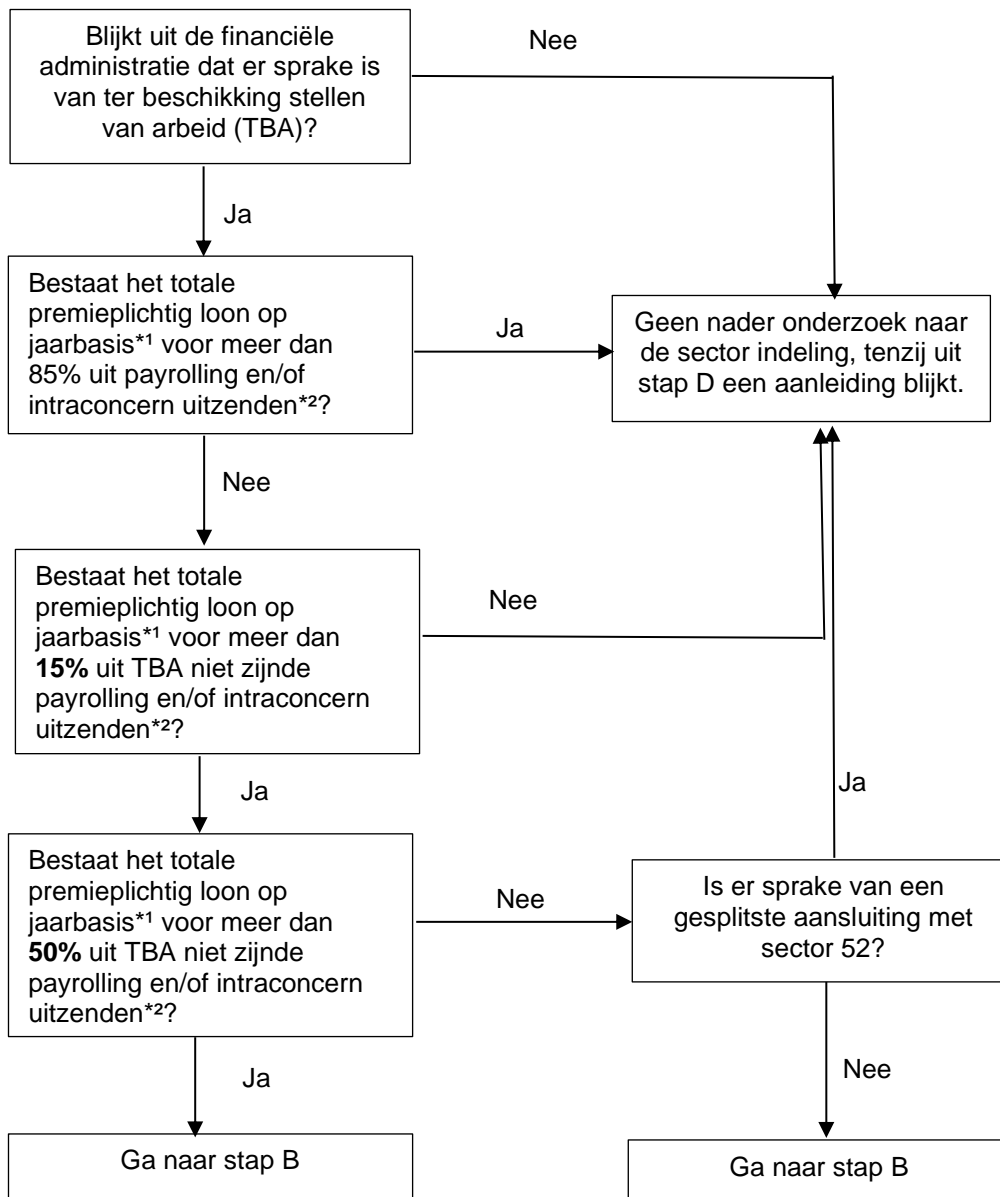 Blijkt uit de financiële
administratie dat er sprake is
van ter beschikking stellen
van arbeid (TBA)?
Nee
Ja
Bestaat het totale
premieplichtig loon op
jaarbasis*¹ voor meer dan
85% uit payrolling en/of
intraconcern uitzenden*²?
Ja
Geen nader onderzoek naar
de sector indeling, tenzij uit
stap D een aanleiding blijkt.
Nee
Bestaat het totale
premieplichtig loon op
jaarbasis*¹ voor meer dan
15% uit TBA niet zijnde
payrolling en/of intraconcern
uitzenden*²?
Nee
Ja
Bestaat het totale
premieplichtig loon op
jaarbasis*¹ voor meer dan
50% uit TBA niet zijnde
payrolling en/of intraconcern
uitzenden*²?
Nee
Ja
Is er sprake van een
gesplitste aansluiting met
sector 52?
Ja
Nee
Ga naar stap B
Ga naar stap B